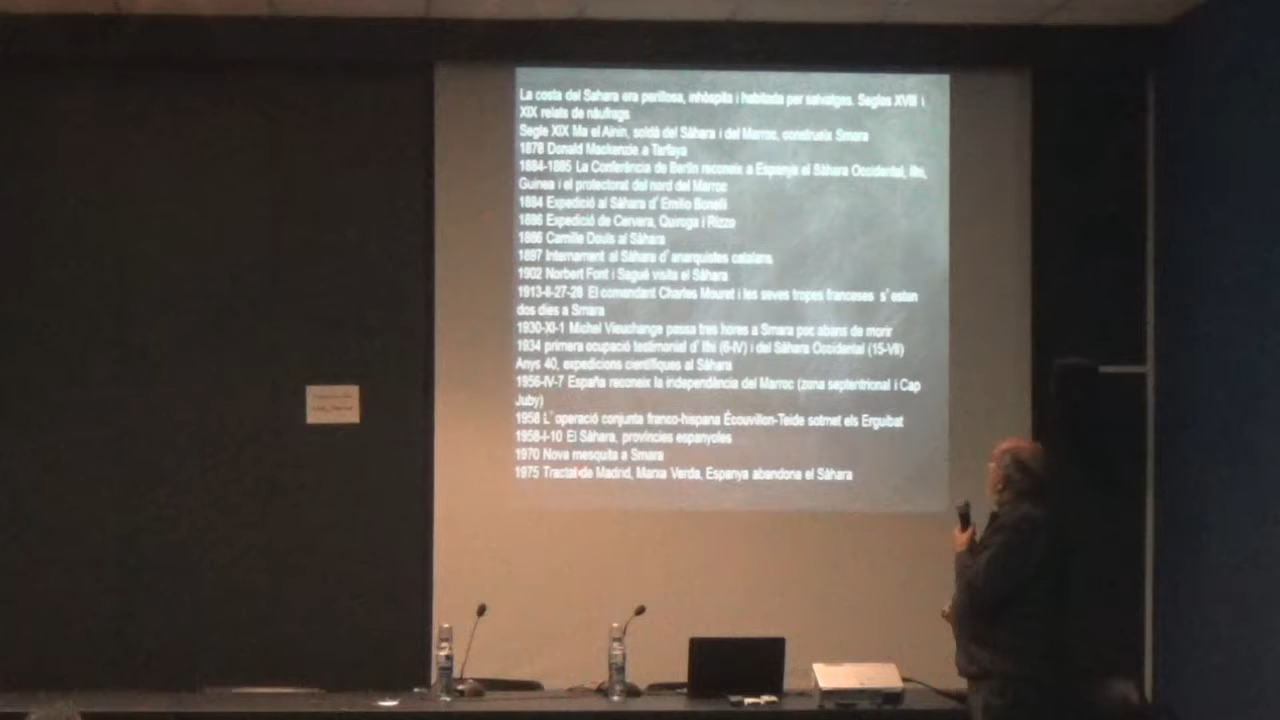 La costa del Sahara era perillosa, inhòspita i habitada per salvatges. Segles XVIII i
XIX relats de nàufrags
Segle XIX Ma el Ainin, soldà del Sàhara i del Marroc, construeix Smara
1878 Donald Mackenzie a Tarfaya
1884-1885 La Conferència de Berlin reconeix a Espanya el Sàhara Occidental, Ifni,
Guinea i el protectorat del nord del Marroc
1884 Expedició al Sàhara d'Emilio Bonelli
1886 Expedició de Cervera, Quiroga i Rizzo
1886 Camille Douls al Sàhara
1897 Internament al Sàhara d'anarquistes catalans
1902 Norbert Font i Sagué visita el Sàhara
1913-II-27-28 El comandant Charles Mouret i les seves tropes franceses s'estan
dos dies a Smara
1930-XI-1 Michel Vieuchange passa tres hores a Smara poc abans de morir
1934 primera ocupació testimonial d'Ifni (6-IV) i del Sàhara Occidental (15-VII)
Anys 40, expedicions científiques al Sàhara
1956-IV-7 España reconeix la independència del Marroc (zona septentrional i Cap
Juby)
1958 L'operació conjunta franco-hispana Écouvillon-Teide sotmet els Erguibat
1958-I-10 El Sàhara, províncies espanyoles
1970 Nova mesquita a Smara
1975 Tractat de Madrid, Marxa Verda, Espanya abandona el Sàhara